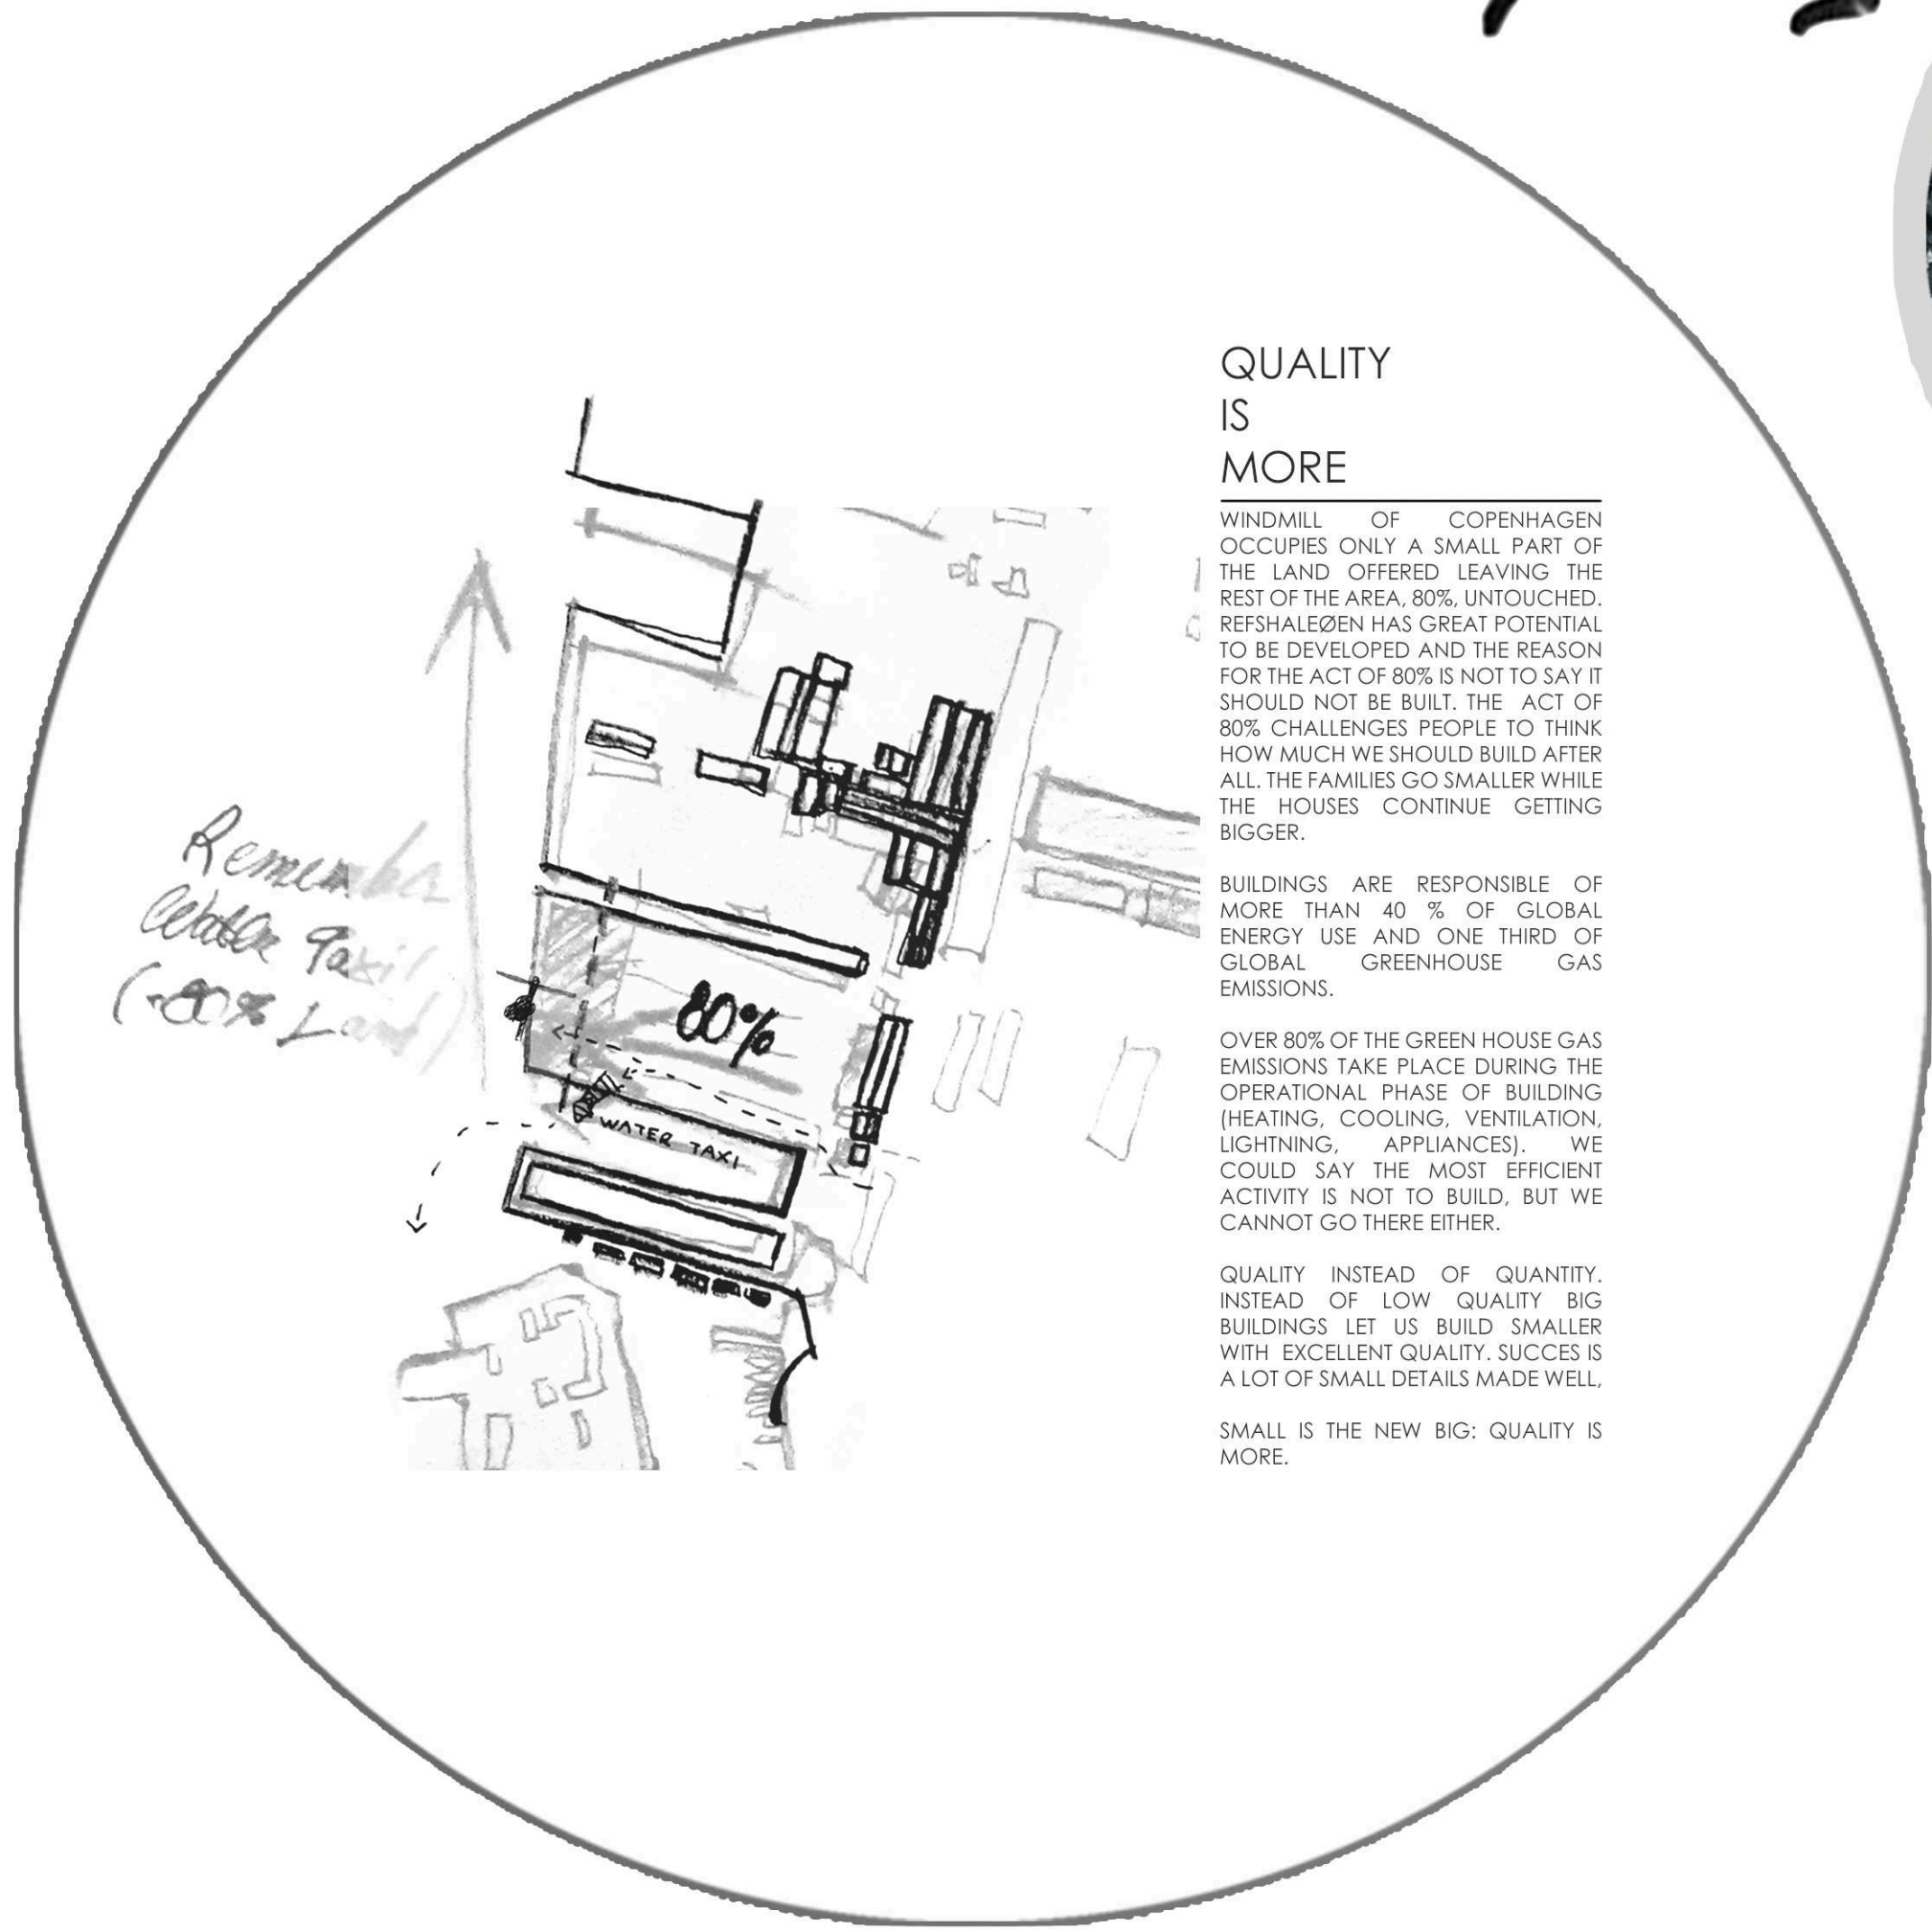 QUALITY
IS
MORE
WINDMILL OF COPENHAGEN
OCCUPIES ONLY A SMALL PART OF
THE LAND OFFERED LEAVING THE
REST OF THE AREA, 80%, UNTOUCHED.
REFSHALEØEN HAS GREAT POTENTIAL
TO BE DEVELOPED AND THE REASON
FOR THE ACT OF 80% IS NOT TO SAY IT
SHOULD NOT BE BUILT. THE ACT OF
80% CHALLENGES PEOPLE TO THINK
HOW MUCH WE SHOULD BUILD AFTER
ALL. THE FAMILIES GO SMALLER WHILE
THE HOUSES CONTINUE GETTING
BIGGER.
BUILDINGS ARE RESPONSIBLE OF
MORE THAN 40 % OF GLOBAL
ENERGY USE AND ONE THIRD OF
GLOBAL GREENHOUSE GAS
EMISSIONS.
OVER 80% OF THE GREEN HOUSE GAS
EMISSIONS TAKE PLACE DURING THE
OPERATIONAL PHASE OF BUILDING
(HEATING, COOLING, VENTILATION,
LIGHTNING, APPLIANCES). WE
COULD SAY THE MOST EFFICIENT
ACTIVITY IS NOT TO BUILD, BUT WE
CANNOT GO THERE EITHER.
QUALITY INSTEAD OF QUANTITY.
INSTEAD OF LOW QUALITY BIG
BUILDINGS LET US BUILD SMALLER
WITH EXCELLENT QUALITY. SUCCES IS
A LOT OF SMALL DETAILS MADE WELL,
SMALL IS THE NEW BIG: QUALITY IS
MORE.
Remember
Water Taxi
Land)
80%
WATER TAXI